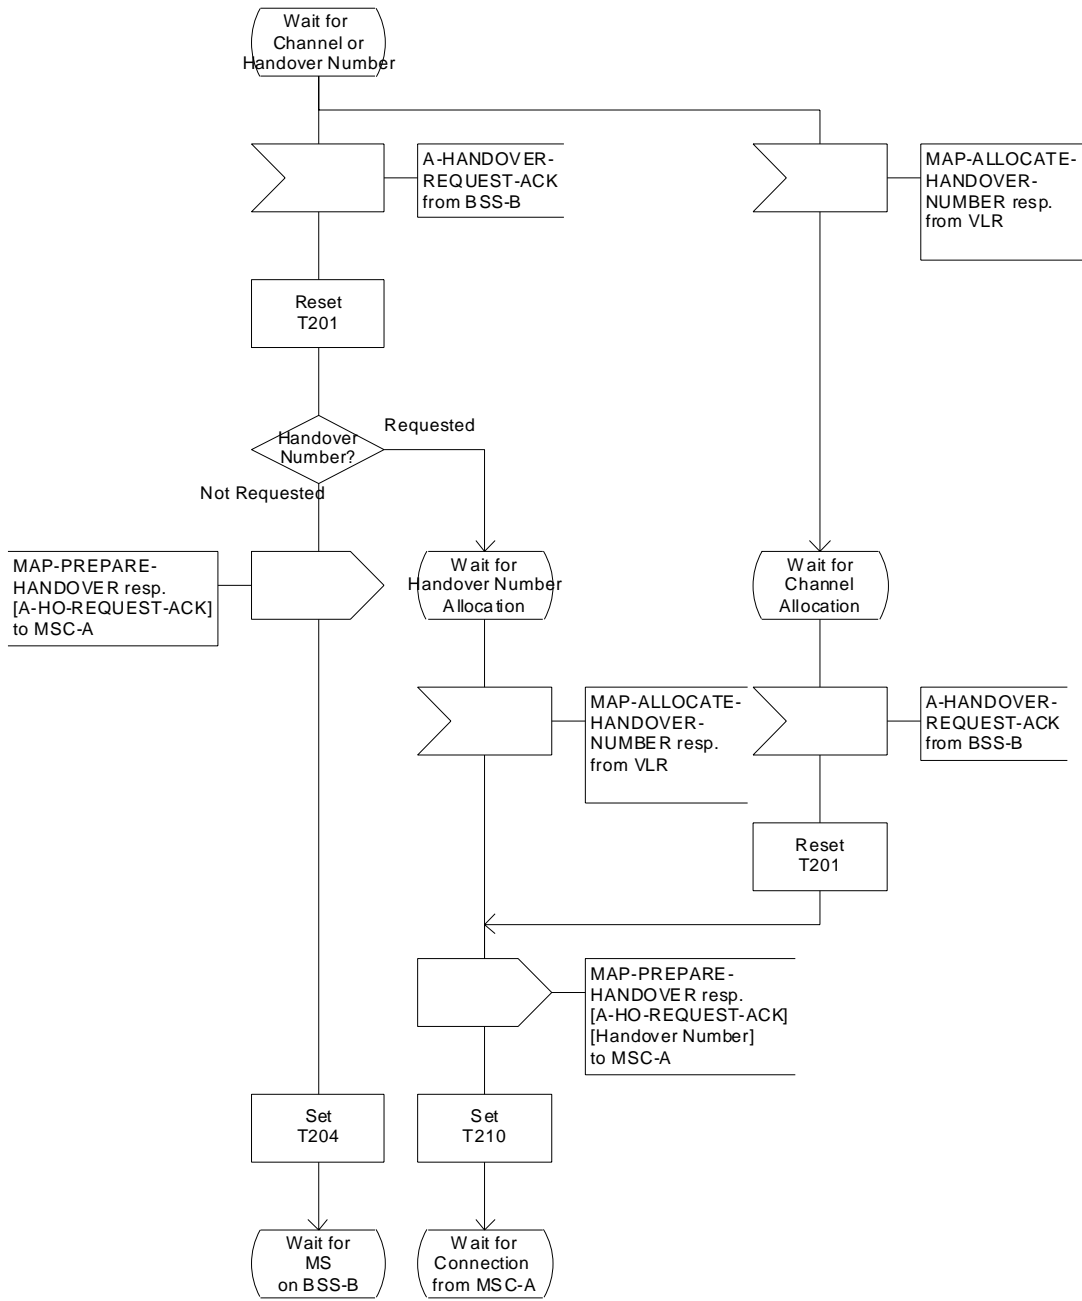 Wait for
Channel or
Handover Number
A-HANDOVER-
REQUEST-ACK
from BSS-B
MAP-ALLOCATE-
HANDOVER-
NUMBER resp.
from VLR
Reset
T201
Handover
Number?
Requested
Not Requested
MAP-PREPARE-
HANDOVER resp.
[A-HO-REQUEST-ACK]
to MSC-A
Wait for
Handover Number
Allocation
Wait for
Channel
Allocation
MAP-ALLOCATE-
HANDOVER-
NUMBER resp.
from VLR
A-HANDOVER-
REQUEST-ACK
from BSS-B
Reset
T201
MAP-PREPARE-
HANDOVER resp.
[A-HO-REQUEST-ACK]
[Handover Number]
to MSC-A
Set
T204
Set
T210
Wait for
MS
on BSS-B
Wait for
Connection
from MSC-A